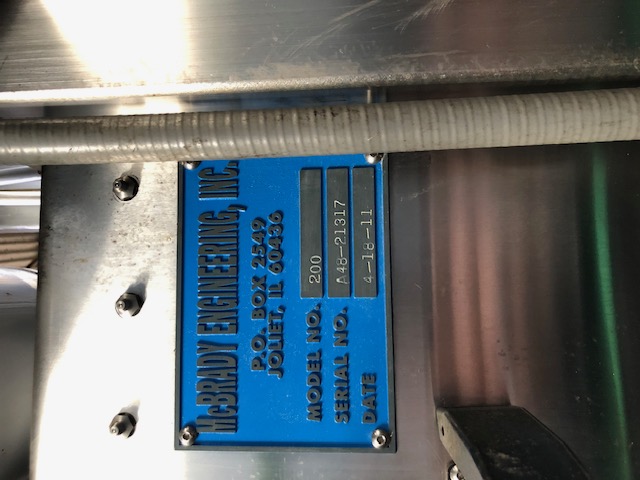 McBRADY ENGINEERING, INC.
P.O. BOX 2549
JOLIET, IL 60436
MODEL NO. 200
SERIAL NO. A48-21317
DATE 4-18-11